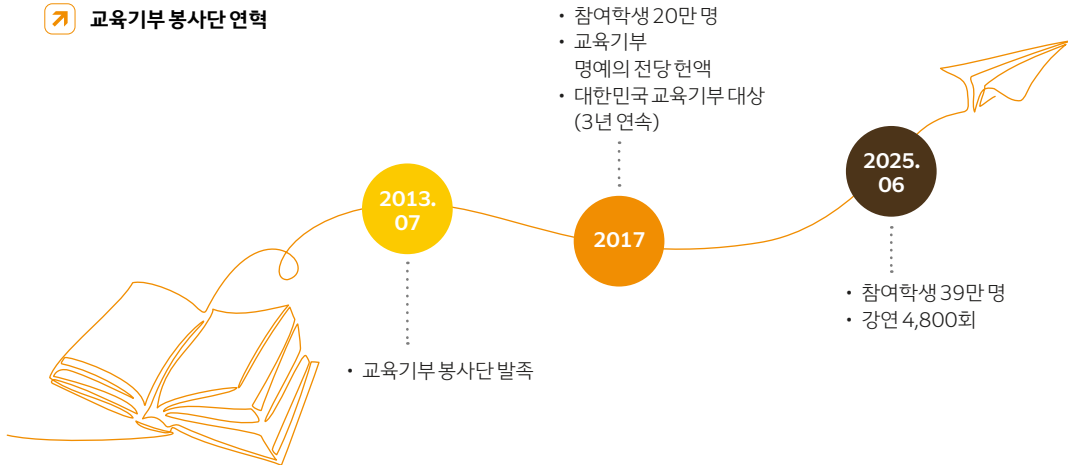 교육기부 봉사단 연혁
2013.
07
• 교육기부 봉사단 발족
• 참여학생 20만 명
• 교육기부
명예의 전당 헌액
• 대한민국 교육기부 대상
(3년 연속)
2017
2025.
06
• 참여학생 39만 명
• 강연 4,800회